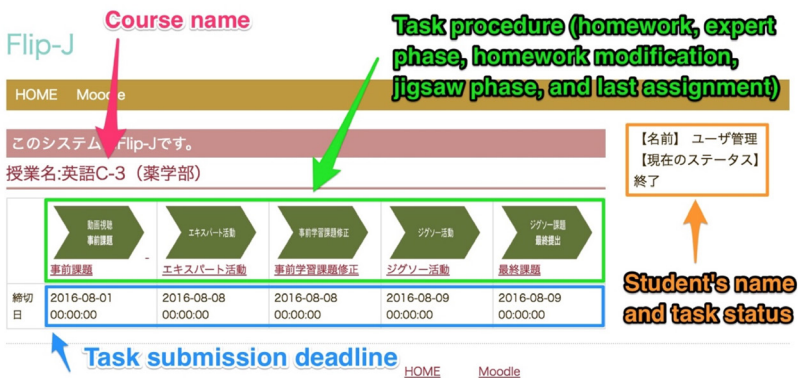 Course name
Flip-J
Task procedure (homework, expert
phase, homework modification,
jigsaw phase, and last assignment)
HOME Moodle
このシステム Flip-Jです。
授業名:英語C-3（薬学部）
【名前】 ユーザ管理
【現在のステータス】
終了
動画視聴
事前課題
エキスパート活動
事前学習課題修正
ジグソー活動
ジグソー課題
最終提出
事前課題
エキスパート活動
事前学習課題修正
ジグソー活動
最終課題
締切
日
2016-08-01
00:00:00
2016-08-08
00:00:00
2016-08-08
00:00:00
2016-08-09
00:00:00
2016-08-09
00:00:00
Student's name
and task status
Task submission deadline
HOME Moodle